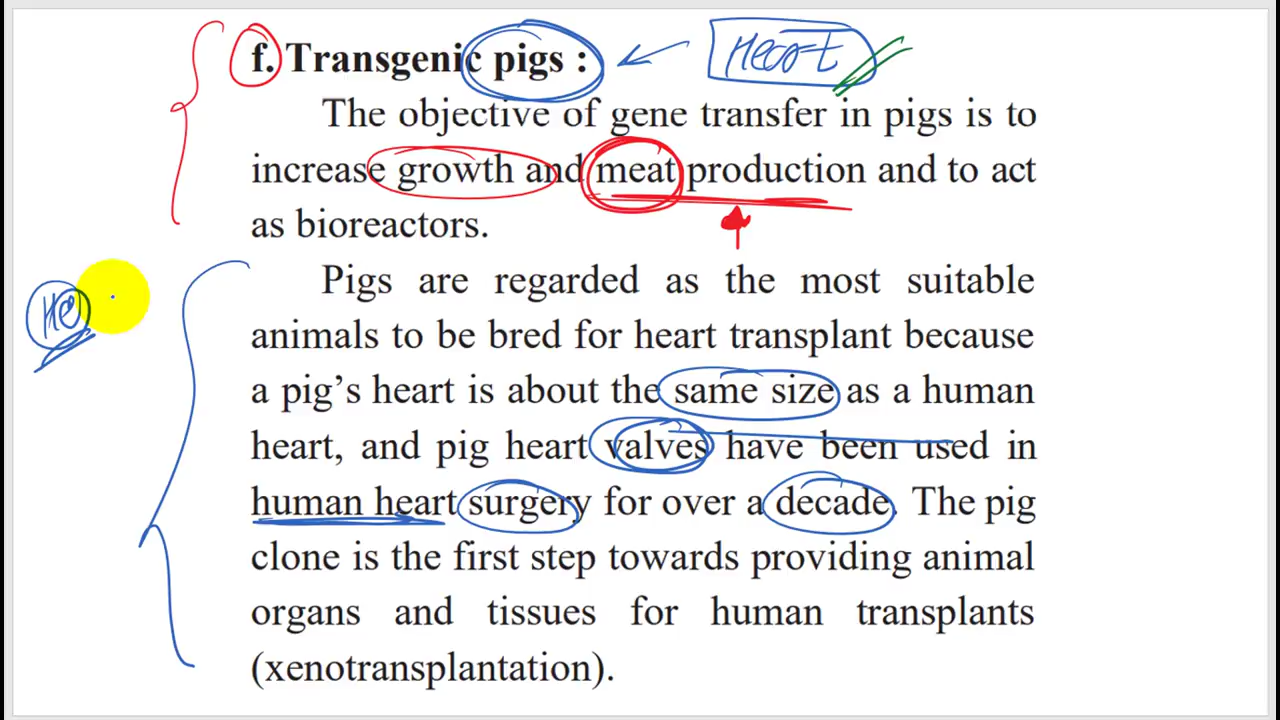 f. Transgenic pigs :
Heart
The objective of gene transfer in pigs is to
increase growth and meat production and to act
as bioreactors.
Pigs are regarded as the most suitable
animals to be bred for heart transplant because
a pig’s heart is about the same size as a human
heart, and pig heart valves have been used in
human heart surgery for over a decade. The pig
clone is the first step towards providing animal
organs and tissues for human transplants
(xenotransplantation).